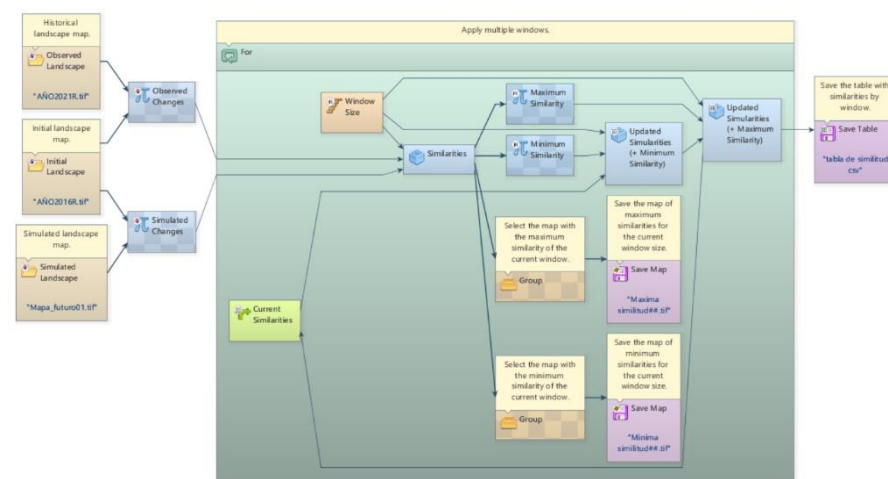 Historical
landscape map.
Observed
Landscape
"AÑO2021R.tif"
Initial landscape
map.
Initial
Landscape
"AÑO2016R.tif"
Simulated landscape
map.
Simulated
Landscape
"Mapa_futuro01.tif"
Observed
Changes
Simulated
Changes
Apply multiple windows.
For
Window
Size
Similarities
Maximum
Similarity
Minimum
Similarity
Updated
Simularities
(+ Minimum
Similarity)
Updated
Simularities
(+ Maximum
Similarity)
Current
Similarities
Select the map with
the maximum
similarity of the
current window.
Group
Save the map of
maximum
similarities for
the current
window size.
Save Map
"Maxima
similitud##.tif"
Select the map with
the minimum
similarity of the
current window.
Group
Save the map of
minimum
similarities for
the current
window size.
Save Map
"Minima
similitud##.tif"
Save the table with
similarities by
window.
Save Table
"tabla de similitud
csv"